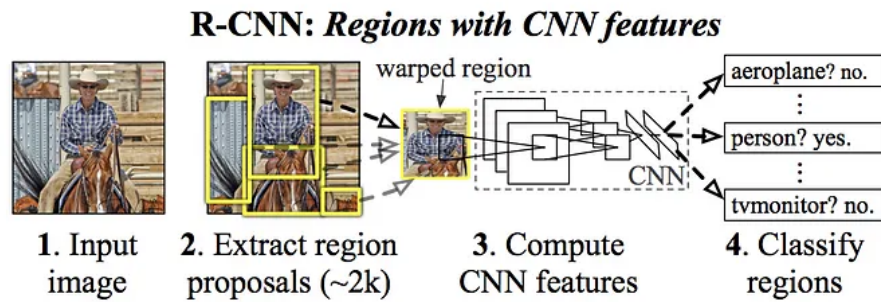 R-CNN: Regions with CNN features
warped region
aeroplane? no.
person? yes.
CNN
tvmonitor? no.
1. Input image
2. Extract region proposals (~2k)
3. Compute CNN features
4. Classify regions